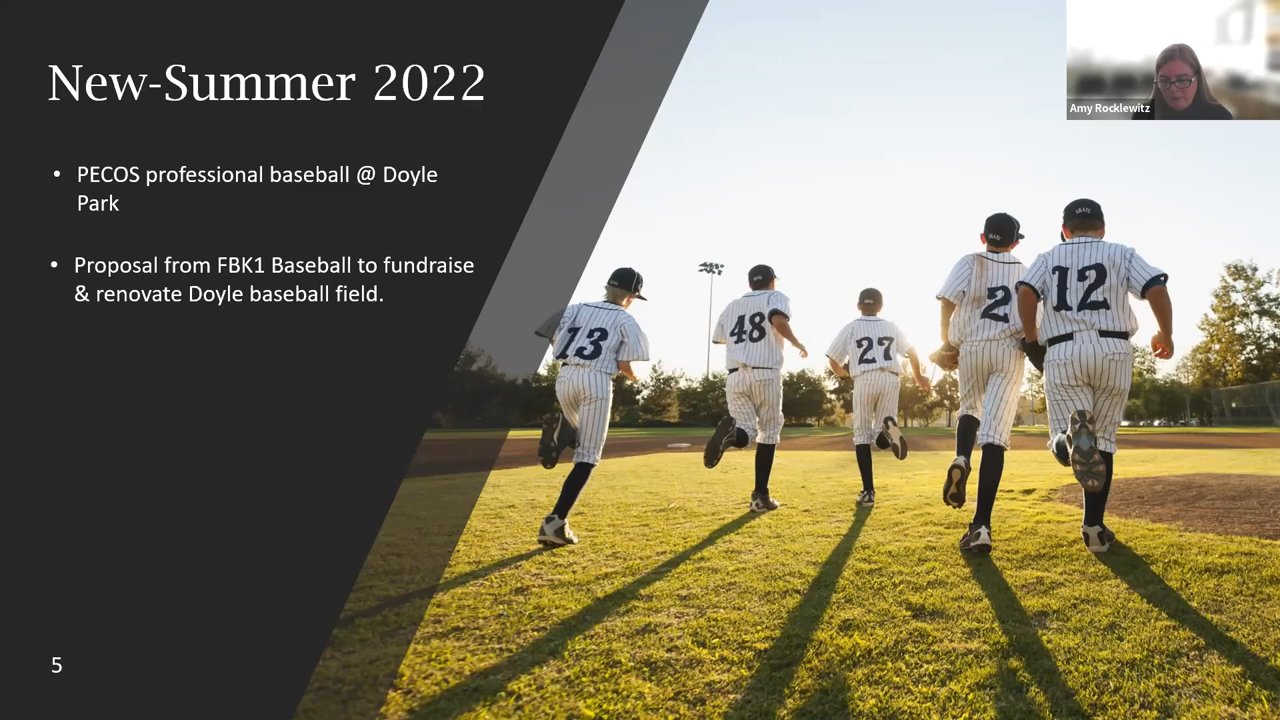 New-Summer 2022
Amy Rocklewitz
• PECOS professional baseball @ Doyle
Park
• Proposal from FBK1 Baseball to fundraise
& renovate Doyle baseball field.
13
48
27
2
12
5